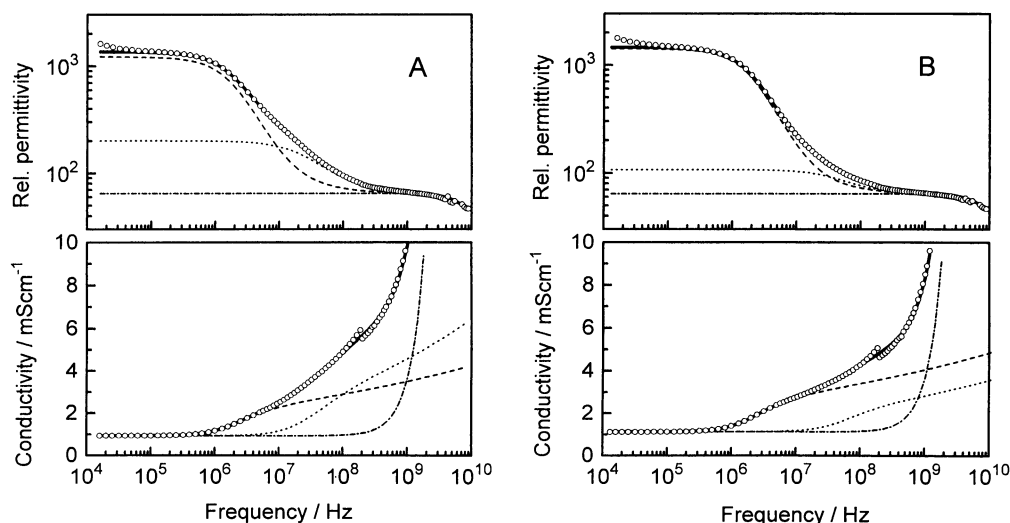 A
Rel. permittivity
10³
10²
Conductivity / mScm⁻¹
10
8
6
4
2
0
10⁴ 10⁵ 10⁶ 10⁷ 10⁸ 10⁹ 10¹⁰
Frequency / Hz
B
Rel. permittivity
10³
10²
Conductivity / mScm⁻¹
10
8
6
4
2
0
10⁴ 10⁵ 10⁶ 10⁷ 10⁸ 10⁹ 10¹⁰
Frequency / Hz